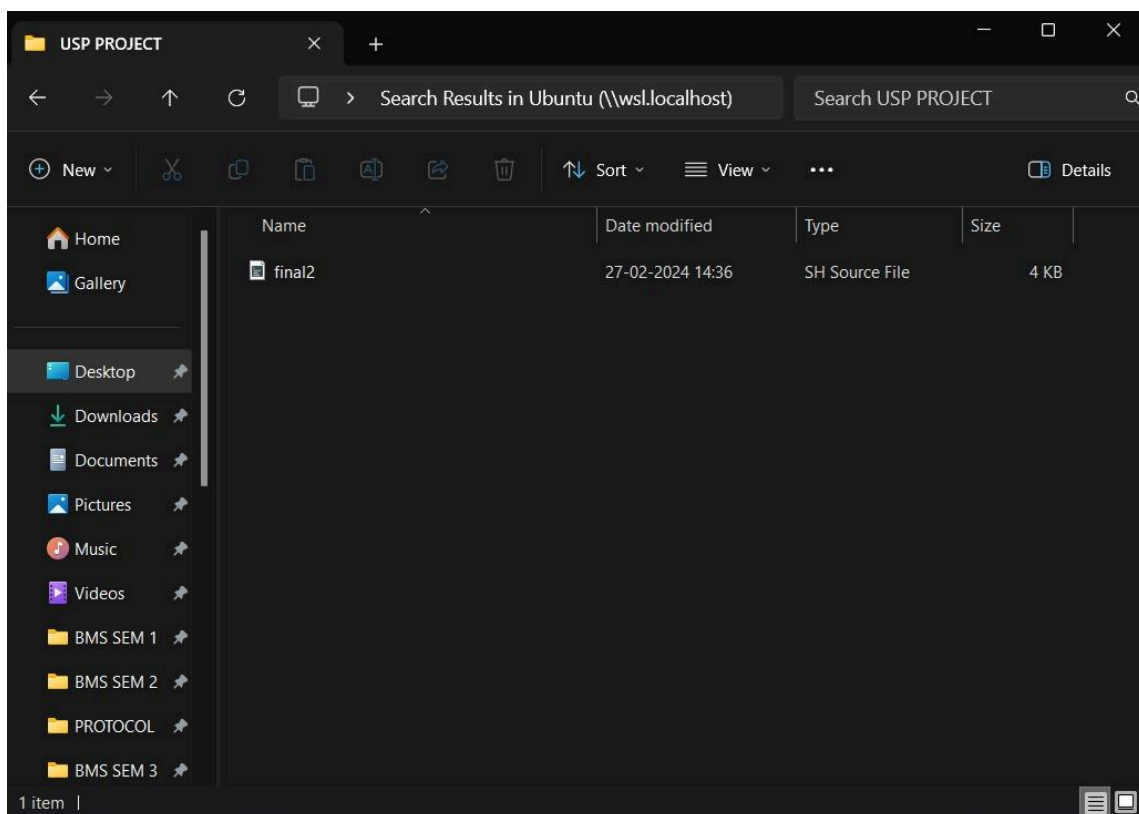 USP PROJECT
Search Results in Ubuntu (\\wsl.localhost)
Search USP PROJECT
New
Sort
View
Details
Name
Date modified
Type
Size
final2
27-02-2024 14:36
SH Source File
4 KB
Home
Gallery
Desktop
Downloads
Documents
Pictures
Music
Videos
BMS SEM 1
BMS SEM 2
PROTOCOL
BMS SEM 3
1 item